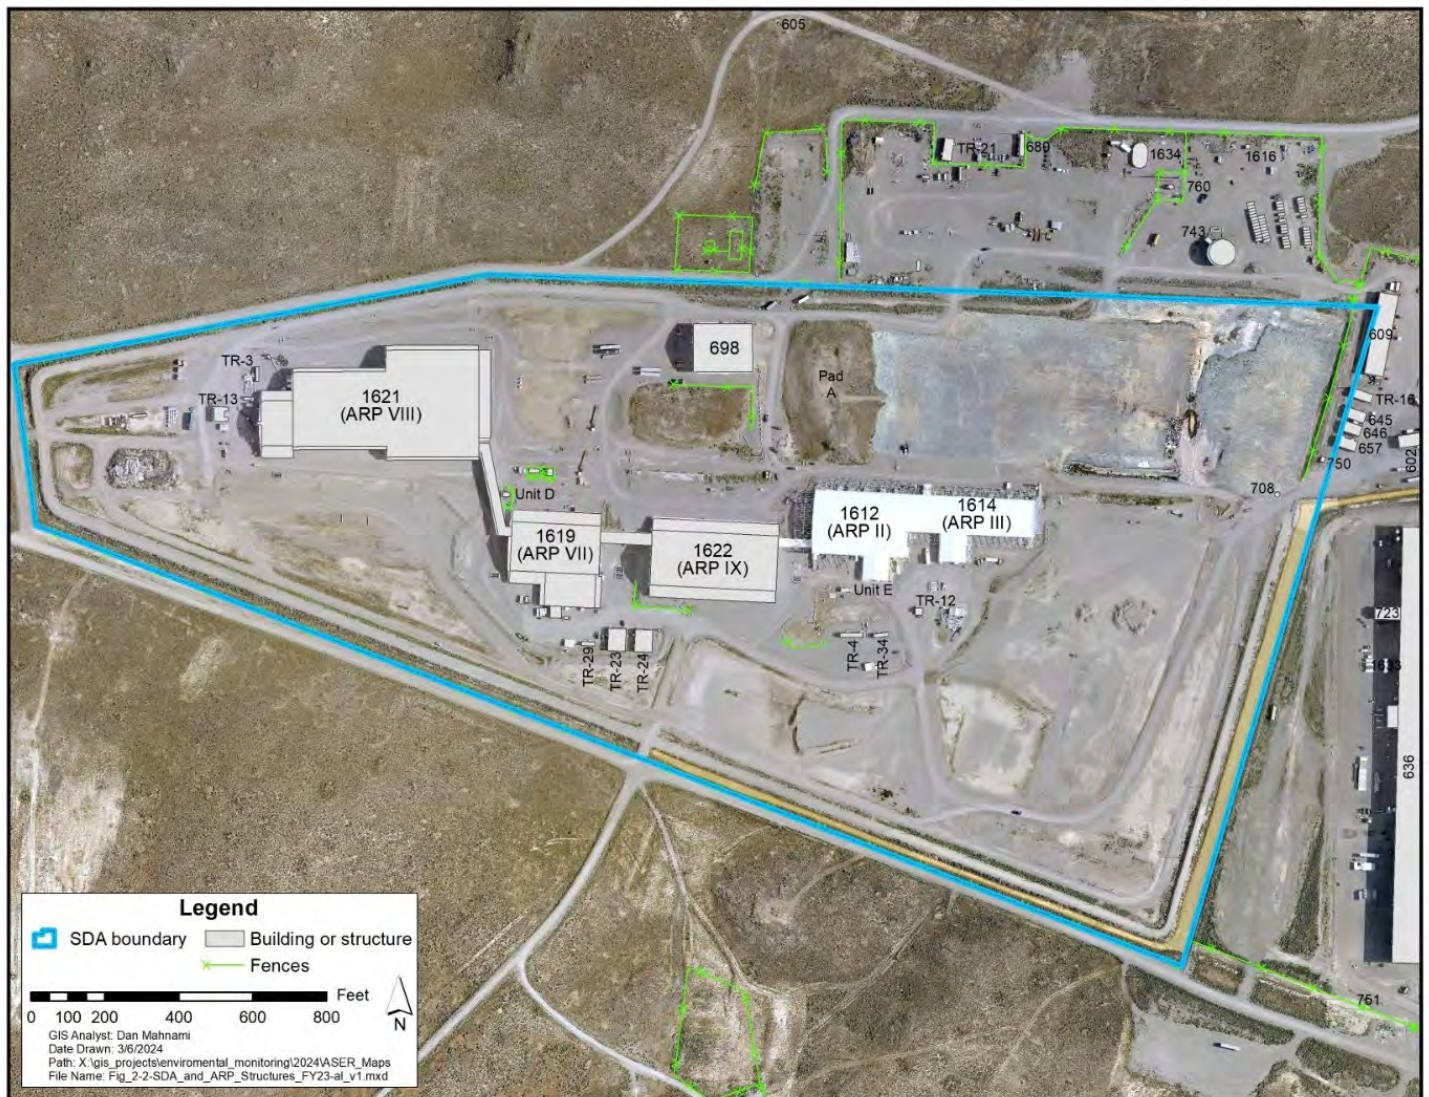 605
TR-21
680
1634
1616
760
743
609
698
TR-3
1621
(ARP VIII)
Pad
A
TR-13
TR-16
645
646
657
602
750
708
Unit D
1612
(ARP II)
1614
(ARP III)
1619
(ARP VII)
1622
(ARP IX)
Unit E
TR-12
723
TR-29
TR-23
TR-24
TR-4
TR-34
1633
636
761
Legend
SDA boundary
Building or structure
Fences
Feet
0 100 200 400 600 800
N
GIS Analyst: Dan Mahnami
Date Drawn: 3/6/2024
Path: X:\gis_projects\enviromental_monitoring\2024\ASER_Maps
File Name: Fig_2-2-SDA_and_ARP_Structures_FY23-al_v1.mxd